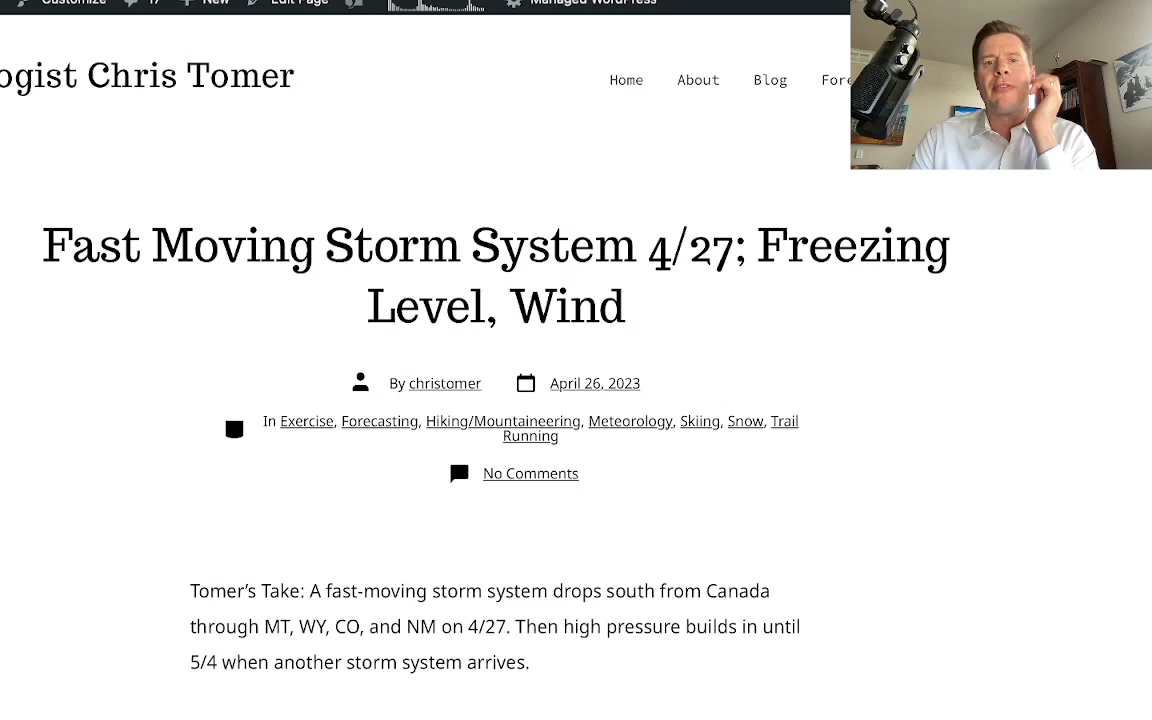 Customize 17 New Edit Page Managed WordPress
ogist Chris Tomer
Home About Blog Fore
Fast Moving Storm System 4/27; Freezing
Level, Wind
By christomer April 26, 2023
In Exercise, Forecasting, Hiking/Mountaineering, Meteorology, Skiing, Snow, Trail
Running
No Comments
Tomer’s Take: A fast-moving storm system drops south from Canada
through MT, WY, CO, and NM on 4/27. Then high pressure builds in until
5/4 when another storm system arrives.